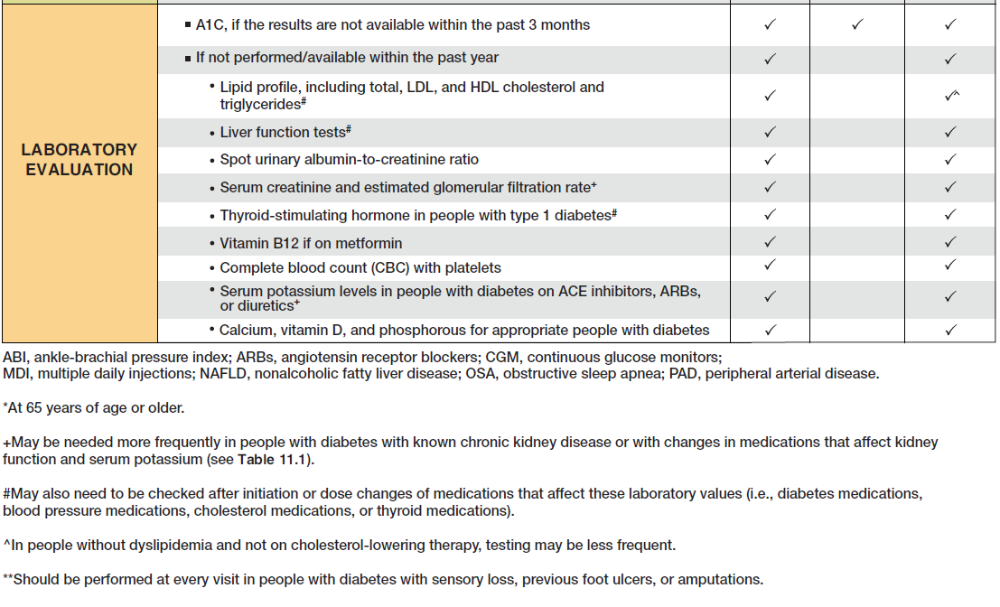 LABORATORY
EVALUATION
▪ A1C, if the results are not available within the past 3 months ✓ ✓ ✓
▪ If not performed/available within the past year ✓ ✓
• Lipid profile, including total, LDL, and HDL cholesterol and
triglycerides# ✓ ✓^
• Liver function tests# ✓ ✓
• Spot urinary albumin-to-creatinine ratio ✓ ✓
• Serum creatinine and estimated glomerular filtration rate+ ✓ ✓
• Thyroid-stimulating hormone in people with type 1 diabetes# ✓ ✓
• Vitamin B12 if on metformin ✓ ✓
• Complete blood count (CBC) with platelets ✓ ✓
• Serum potassium levels in people with diabetes on ACE inhibitors, ARBs,
or diuretics+ ✓ ✓
• Calcium, vitamin D, and phosphorous for appropriate people with diabetes ✓ ✓
ABI, ankle-brachial pressure index; ARBs, angiotensin receptor blockers; CGM, continuous glucose monitors;
MDI, multiple daily injections; NAFLD, nonalcoholic fatty liver disease; OSA, obstructive sleep apnea; PAD, peripheral arterial disease.
*At 65 years of age or older.
+May be needed more frequently in people with diabetes with known chronic kidney disease or with changes in medications that affect kidney
function and serum potassium (see Table 11.1).
#May also need to be checked after initiation or dose changes of medications that affect these laboratory values (i.e., diabetes medications,
blood pressure medications, cholesterol medications, or thyroid medications).
^In people without dyslipidemia and not on cholesterol-lowering therapy, testing may be less frequent.
**Should be performed at every visit in people with diabetes with sensory loss, previous foot ulcers, or amputations.